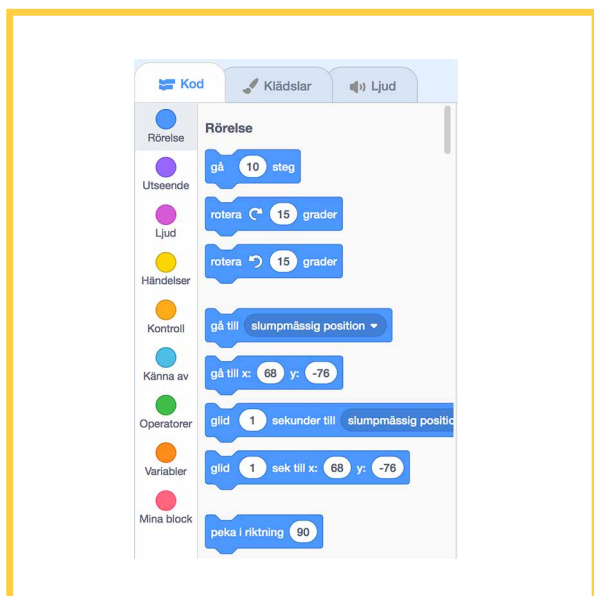 Kod Klädslar Ljud
Rörelse
Utseende
Ljud
Händelser
Kontroll
Känna av
Operatorer
Variabler
Mina block
Rörelse
gå 10 steg
rotera 15 grader
rotera 15 grader
gå till slumpmässig position
gå till x: 68 y: -76
glid 1 sekunder till slumpmässig
glid 1 sek till x: 68 y: -76
peka i riktning 90